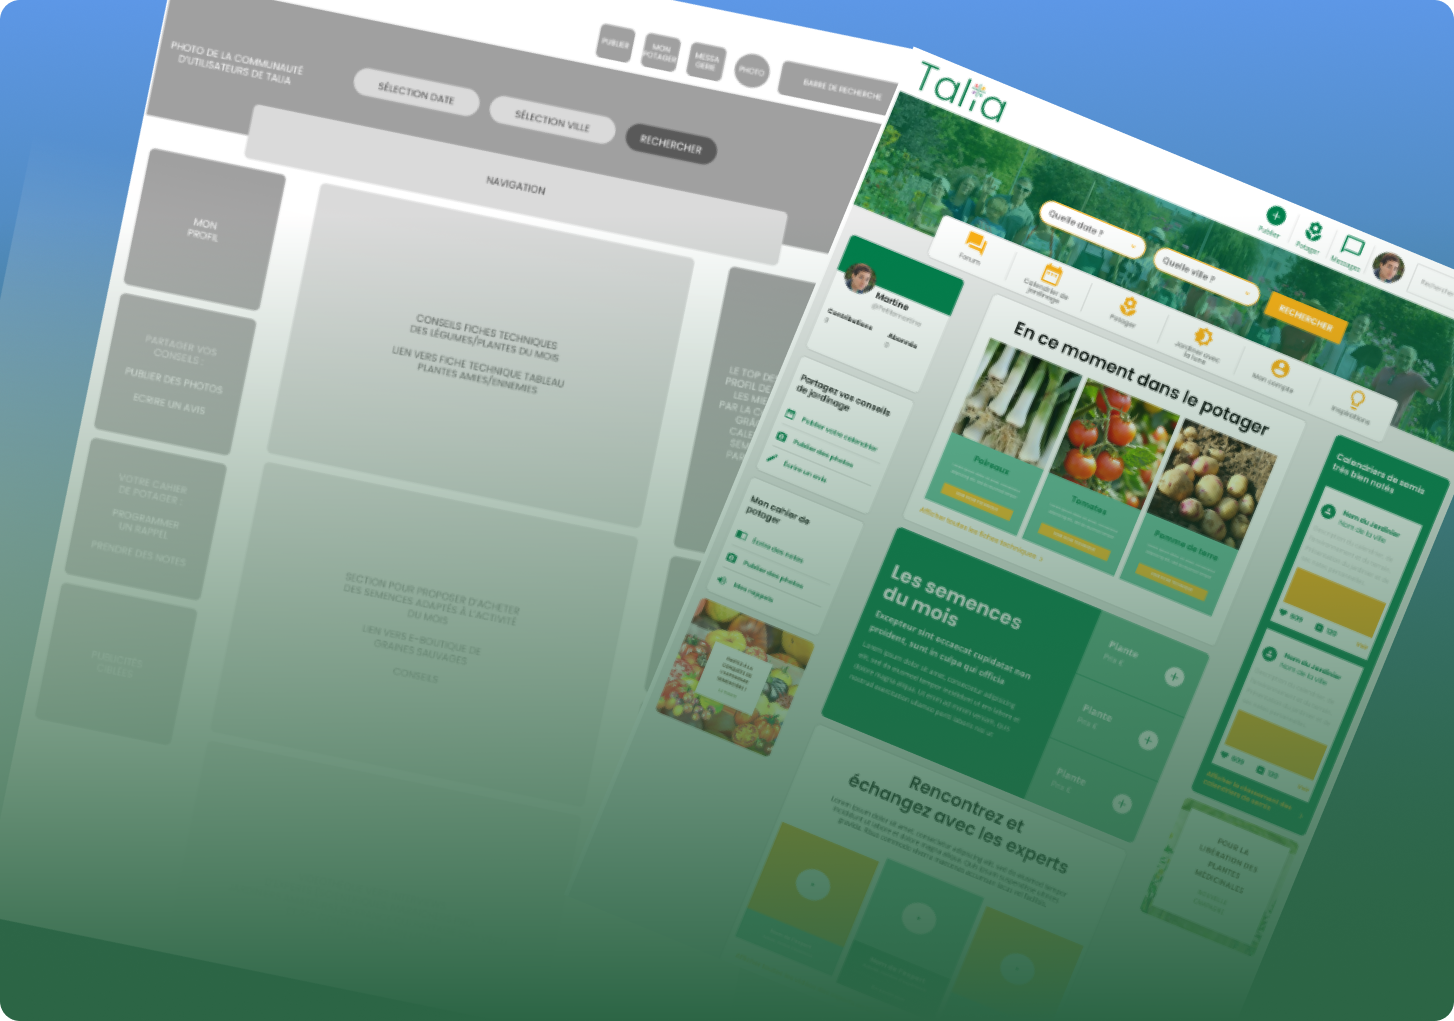 PHOTO DE LA COMMUNAUTÉ
D'UTILISATEURS DE TALIA
PUBLIER
MON
POTAGER
MESSA
GERIE
PHOTO
BARRE DE RECHERCHE
SÉLECTION DATE
SÉLECTION VILLE
RECHERCHER
NAVIGATION
MON
PROFIL
PARTAGER VOS
CONSEILS :
PUBLIER DES PHOTOS
ECRIRE UN AVIS
VOTRE CAHIER
DE POTAGER :
PROGRAMMER
UN RAPPEL
PRENDRE DES NOTES
CONSEILS FICHES TECHNIQUES
DES LÉGUMES/PLANTES DU MOIS
LIEN VERS FICHE TECHNIQUE TABLEAU
PLANTES AMIES/ENNEMIES
SECTION POUR PROPOSER D'ACHETER
DES SEMENCES ADAPTÉS À L'ACTIVITÉ
DU MOIS
LIEN VERS E-BOUTIQUE DE
GRAINES SAUVAGES
CONSEILS
LE TOP DE
PROFIL DE
LES MIE
PAR LA C
GRÂ
CALE
SEM
PAR
Talia
Publier
Potager
Messages
Rechercher
Quelle date ?
Quelle ville ?
RECHERCHER
Forum
Calendrier de
jardinage
Potager
Jardiner avec
la lune
Mon compte
Inspirations
Martine
Contributions
0
Abonnés
0
Partagez vos conseils
de jardinage
Publier votre calendrier
Publier des photos
Écrire un avis
Mon cahier de
potager
Écrire des notes
Publier des photos
Mes rappels
En ce moment dans le potager
Poireaux
Tomates
Pomme de terre
Afficher toutes les fiches techniques >
Les semences
du mois
Excepteur sint occaecat cupidatat non
proident, sunt in culpa qui officia
Plante
Prix €
Plante
Prix €
Plante
Prix €
Rencontrez et
échangez avec les experts
Calendriers de semis
très bien notés
Nom du Jardinier
Nom de la ville
Nom du Jardinier
Nom de la ville
POUR LA
LIBÉRATION DES
PLANTES
MÉDICINALES